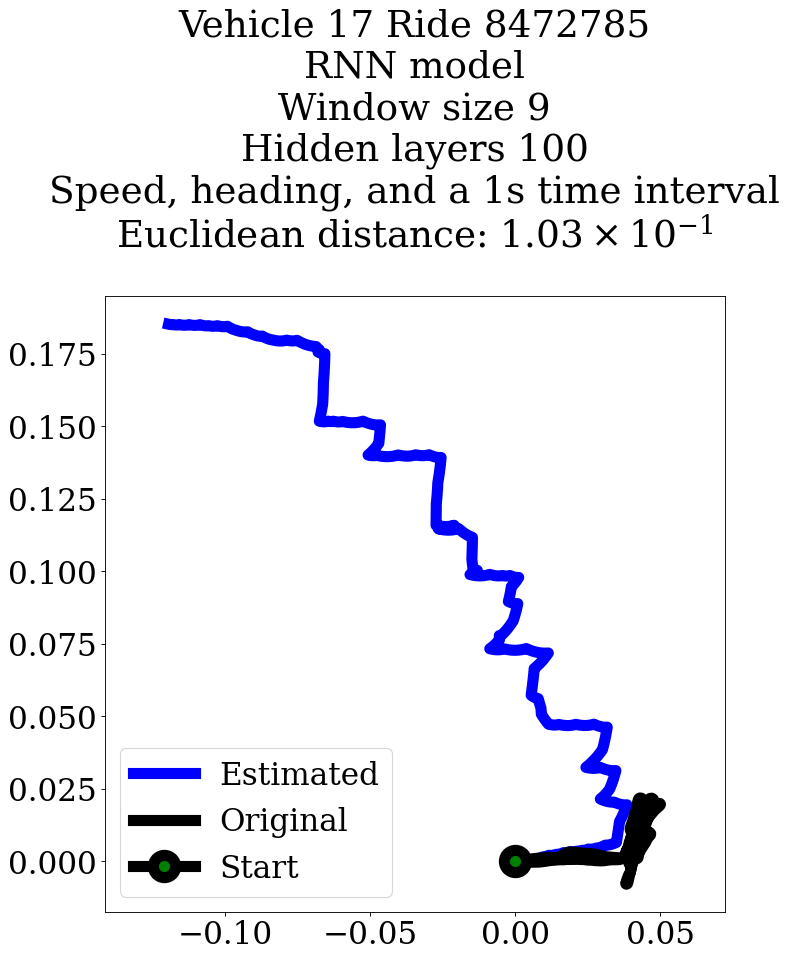 Vehicle 17 Ride 8472785
RNN model
Window size 9
Hidden layers 100
Speed, heading, and a 1s time interval
Euclidean distance: 1.03 × 10⁻¹
0.175
0.150
0.125
0.100
0.075
0.050
0.025
0.000
Estimated
Original
Start
−0.10 −0.05 0.00 0.05